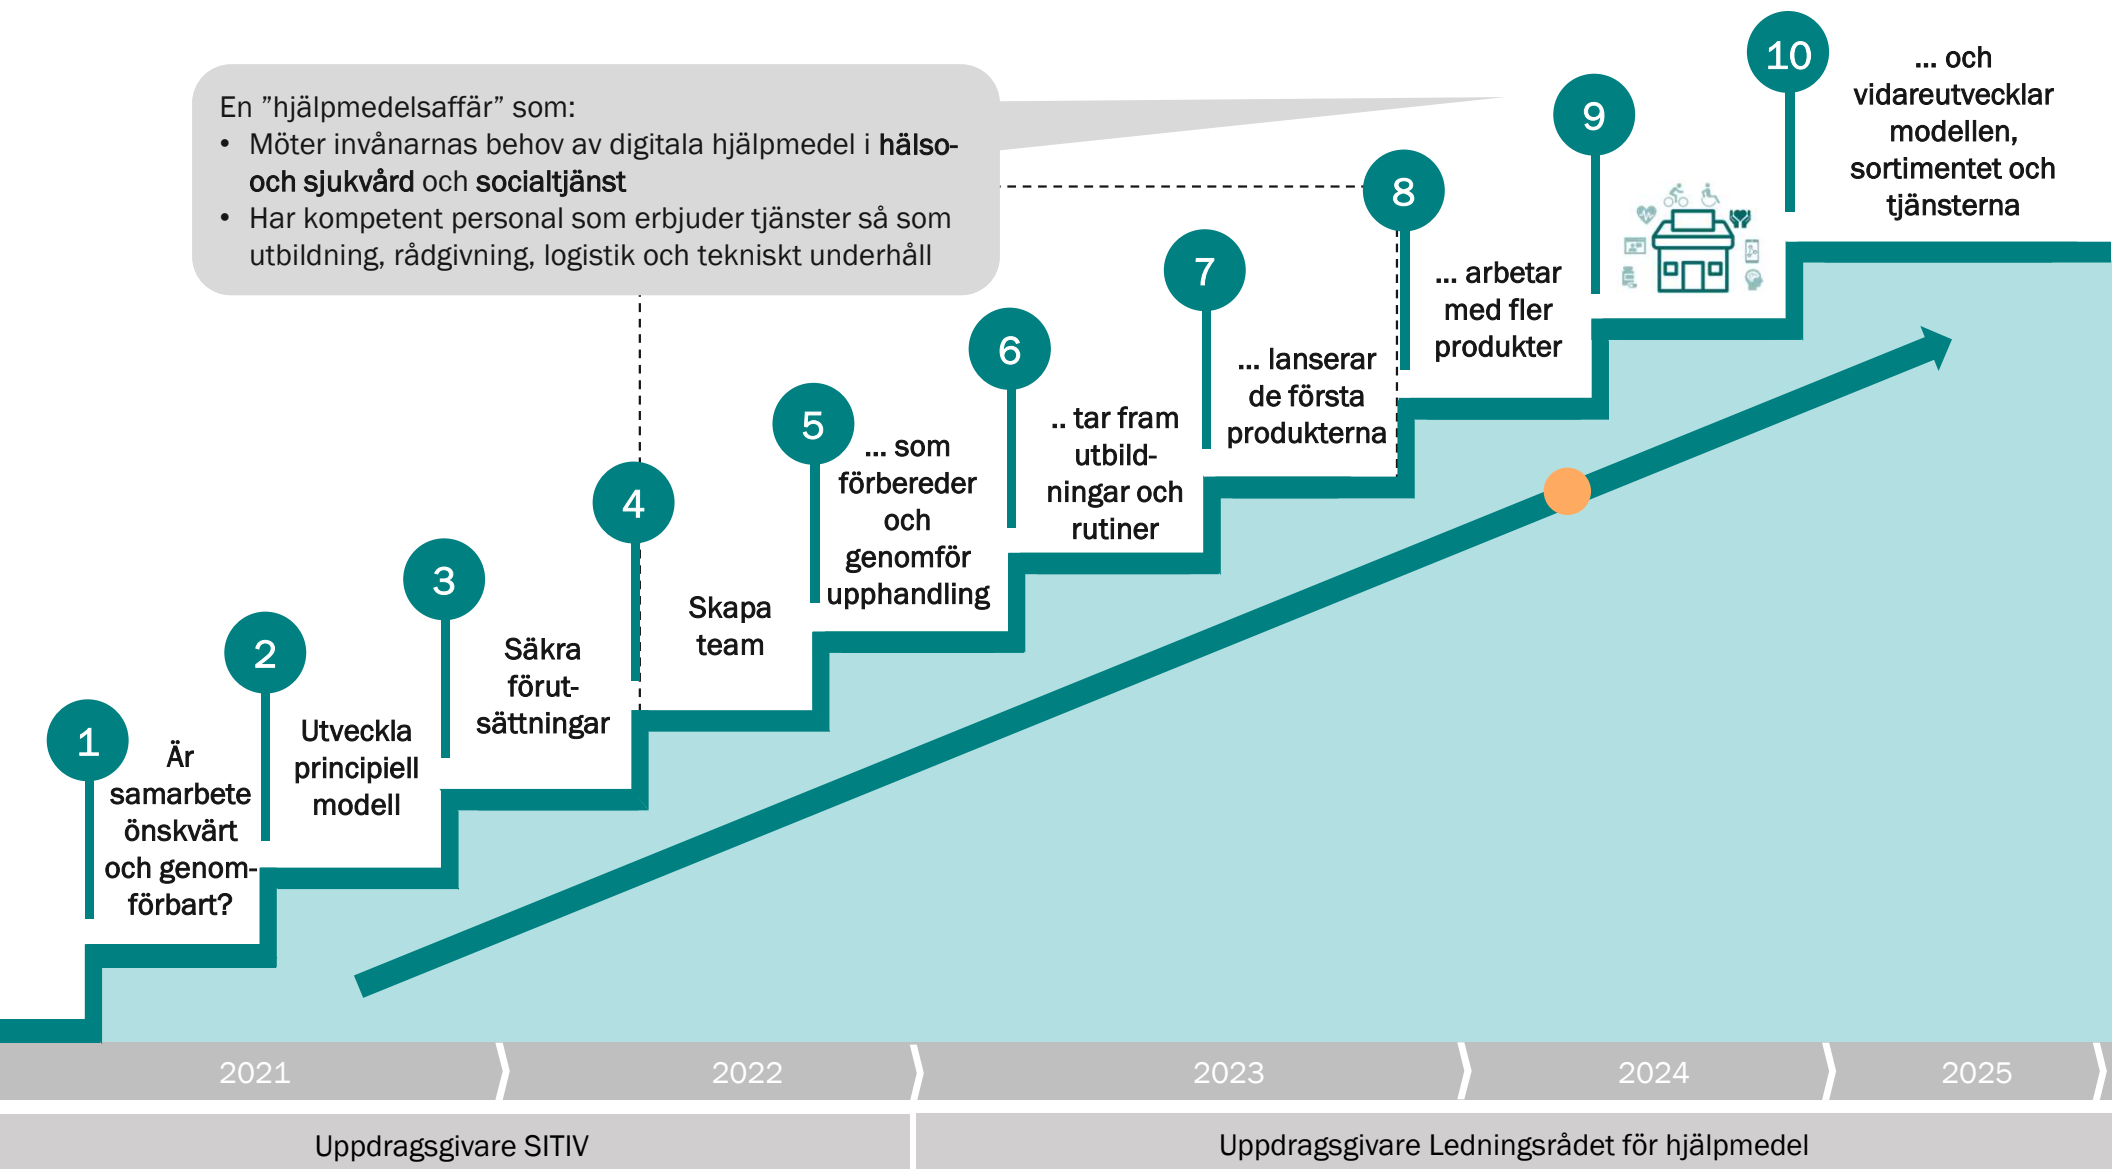 En ”hjälpmedelsaffär” som:
• Möter invånarnas behov av digitala hjälpmedel i hälso-
och sjukvård och socialtjänst
• Har kompetent personal som erbjuder tjänster så som
utbildning, rådgivning, logistik och tekniskt underhåll
1
Är
samarbete
önskvärt
och genom-
förbart?
2
Utveckla
principiell
modell
3
Säkra
förut-
sättningar
4
Skapa
team
5
... som
förbereder
och
genomför
upphandling
6
.. tar fram
utbild-
ningar och
rutiner
7
... lanserar
de första
produkterna
8
... arbetar
med fler
produkter
9
10
... och
vidareutvecklar
modellen,
sortimentet och
tjänsterna
2021
2022
2023
2024
2025
Uppdragsgivare SITIV
Uppdragsgivare Ledningsrådet för hjälpmedel